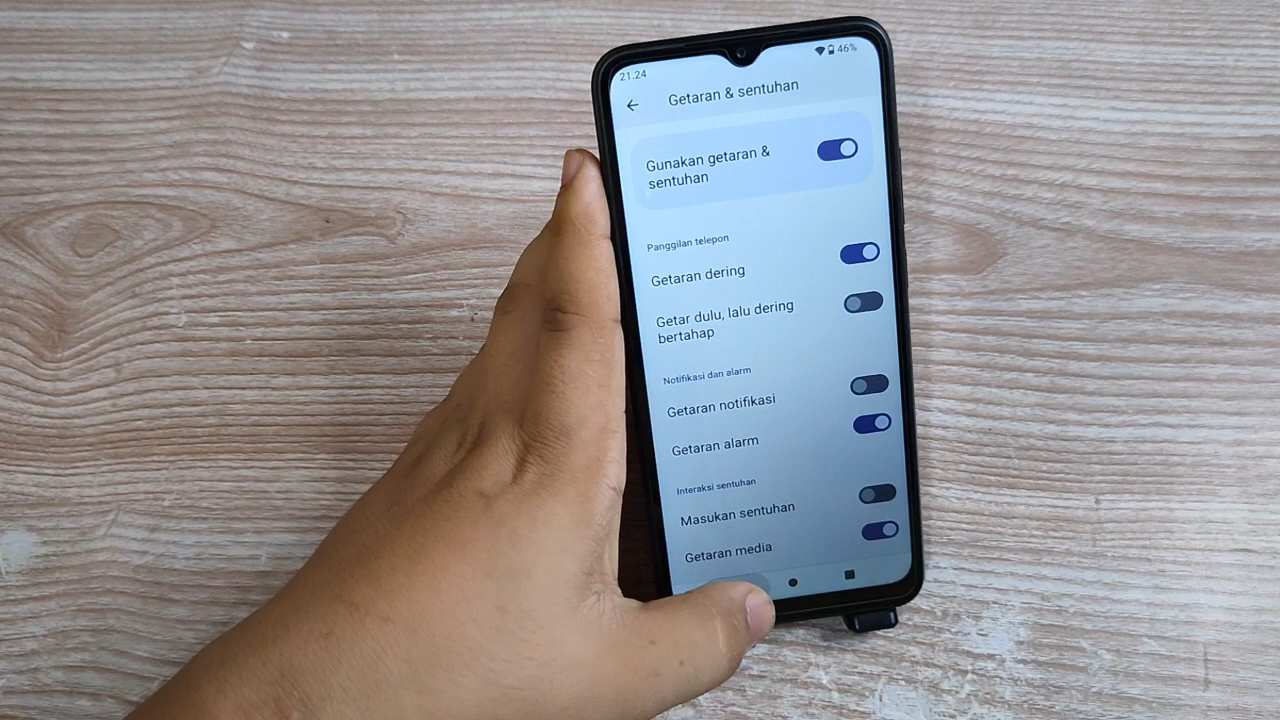 21.24
46%
Getaran & sentuhan
Gunakan getaran &
sentuhan
Panggilan telepon
Getaran dering
Getar dulu, lalu dering
bertahap
Notifikasi dan alarm
Getaran notifikasi
Getaran alarm
Interaksi sentuhan
Masukan sentuhan
Getaran media